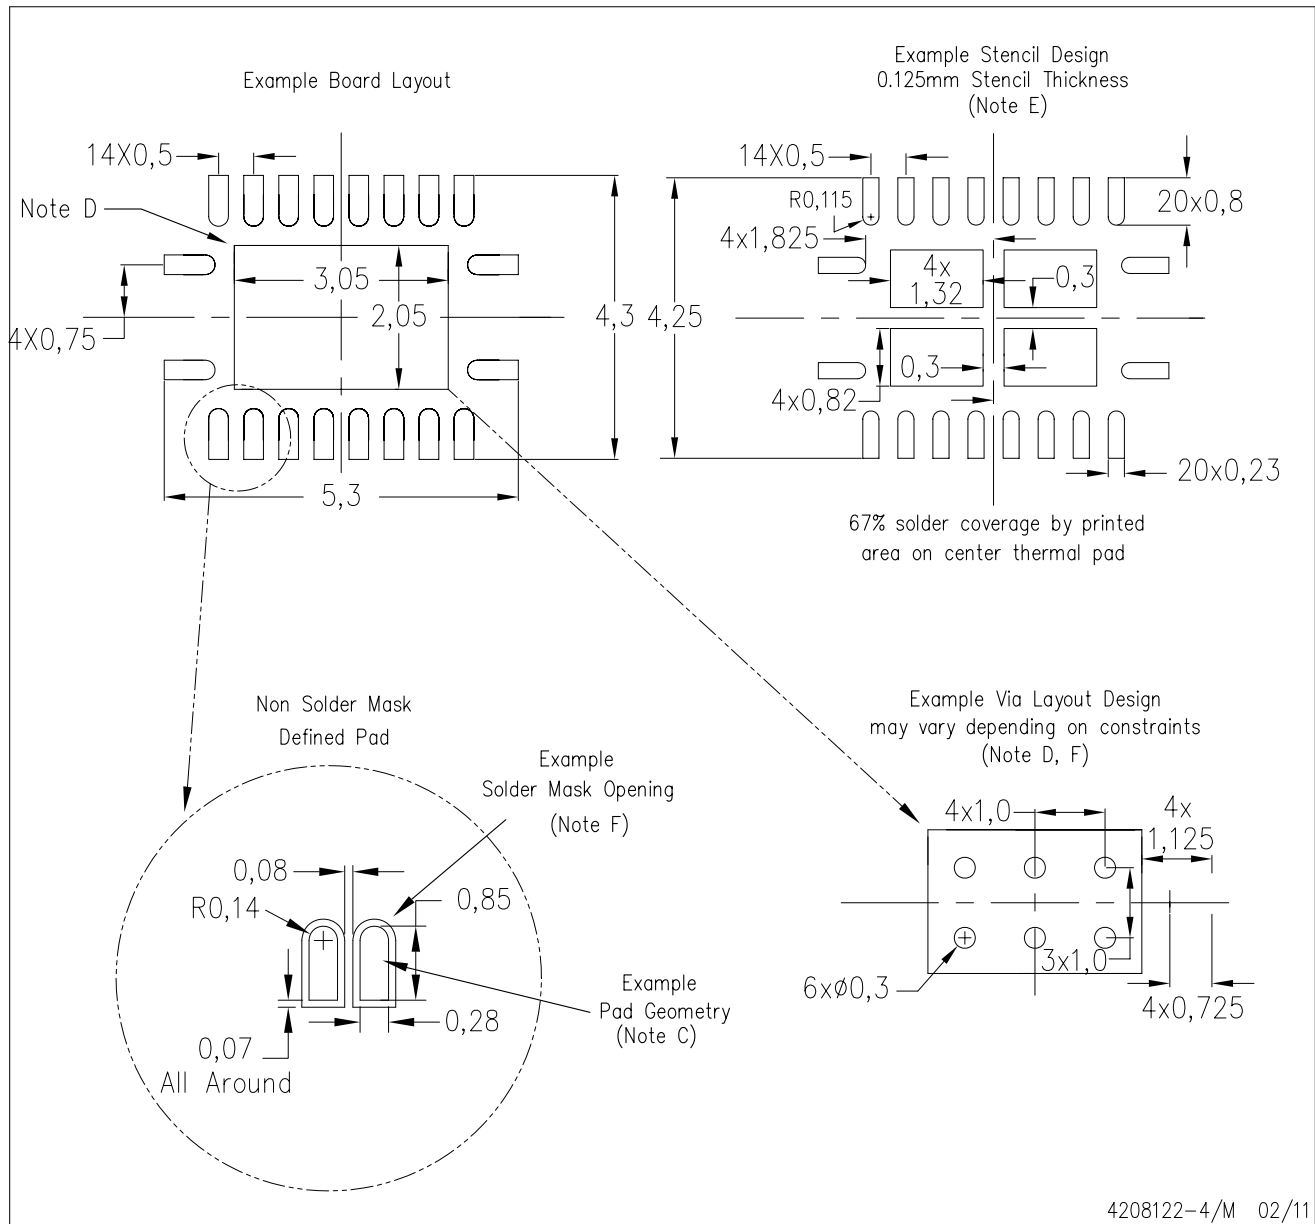 Example Board Layout
14X0,5
Note D
3,05
2,05
4X0,75
4,3
5,3
Example Stencil Design
0.125mm Stencil Thickness
(Note E)
14X0,5
R0,115
4x1,825
4,25
20x0,8
4x
1,32
0,3
0,3
4x0,82
20x0,23
67% solder coverage by printed
area on center thermal pad
Non Solder Mask
Defined Pad
Example
Solder Mask Opening
(Note F)
0,08
R0,14
0,85
0,28
0,07
All Around
Example
Pad Geometry
(Note C)
Example Via Layout Design
may vary depending on constraints
(Note D, F)
4x1,0
4x
1,125
3x1,0
6xø0,3
4x0,725
4208122-4/M 02/11